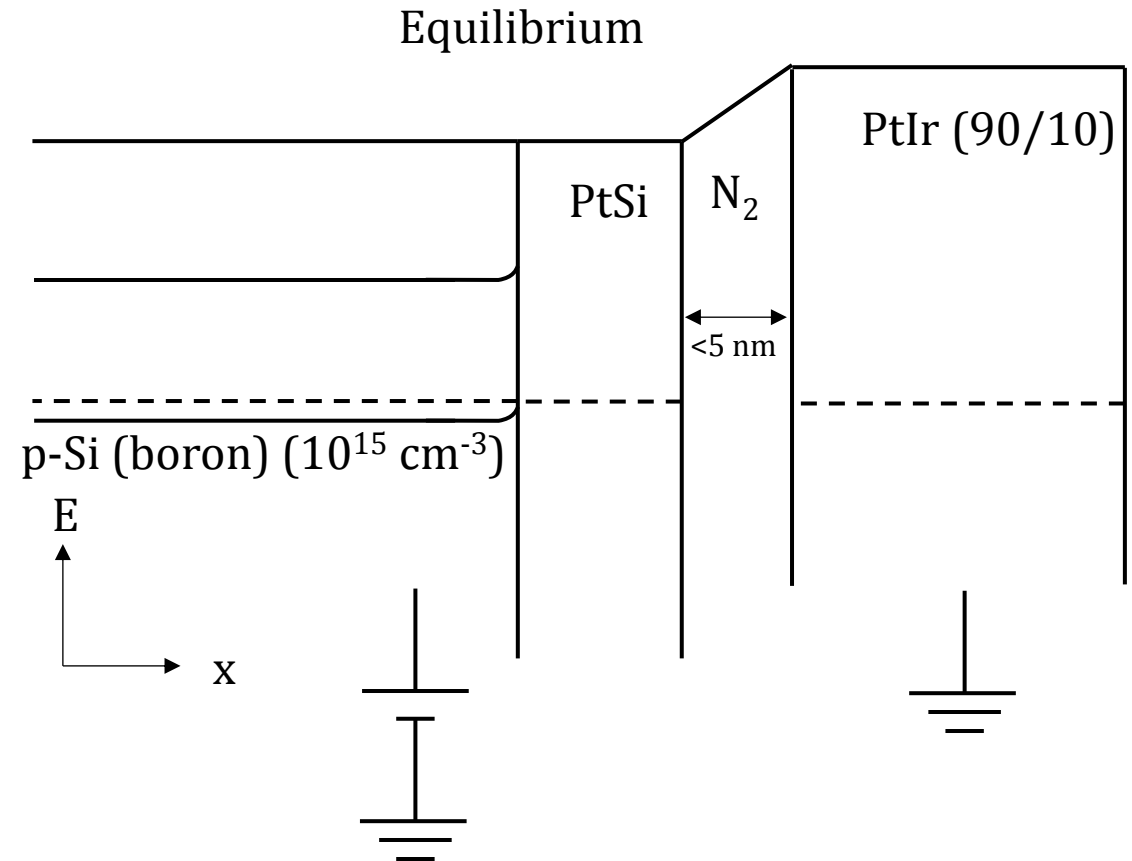 Equilibrium
PtIr (90/10)
PtSi
N₂
<5 nm
p-Si (boron) (10¹⁵ cm⁻³)
E
x